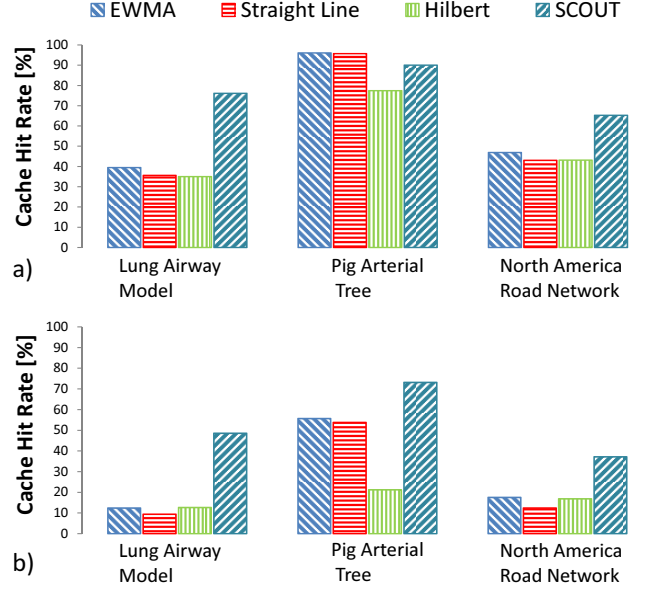 EWMA Straight Line Hilbert SCOUT
Cache Hit Rate [%]
100
90
80
70
60
50
40
30
20
10
0
a)
Lung Airway
Model
Pig Arterial
Tree
North America
Road Network
Cache Hit Rate [%]
100
90
80
70
60
50
40
30
20
10
0
b)
Lung Airway
Model
Pig Arterial
Tree
North America
Road Network